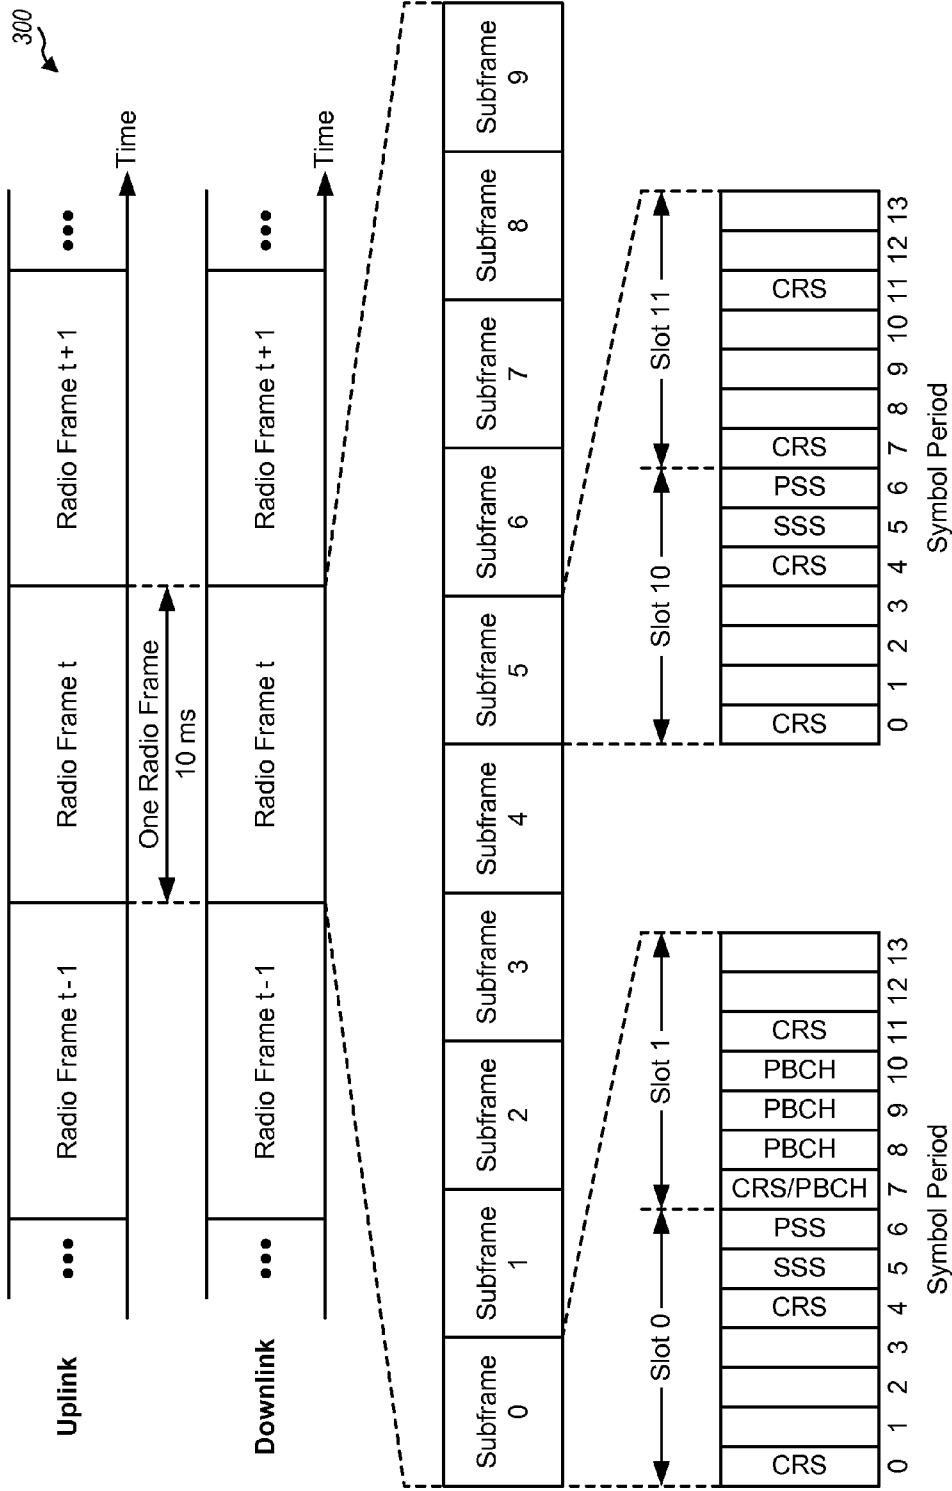 300
Uplink
••• Radio Frame t - 1 Radio Frame t Radio Frame t + 1 •••
Time
One Radio Frame
10 ms
Downlink
••• Radio Frame t - 1 Radio Frame t Radio Frame t + 1 •••
Time
Subframe 0
Subframe 1
Subframe 2
Subframe 3
Subframe 4
Subframe 5
Subframe 6
Subframe 7
Subframe 8
Subframe 9
Slot 0 Slot 1
CRS CRS SSS PSS CRS/PBCH PBCH PBCH PBCH CRS
0 1 2 3 4 5 6 7 8 9 10 11 12 13
Symbol Period
Slot 10 Slot 11
CRS CRS SSS PSS CRS CRS
0 1 2 3 4 5 6 7 8 9 10 11 12 13
Symbol Period